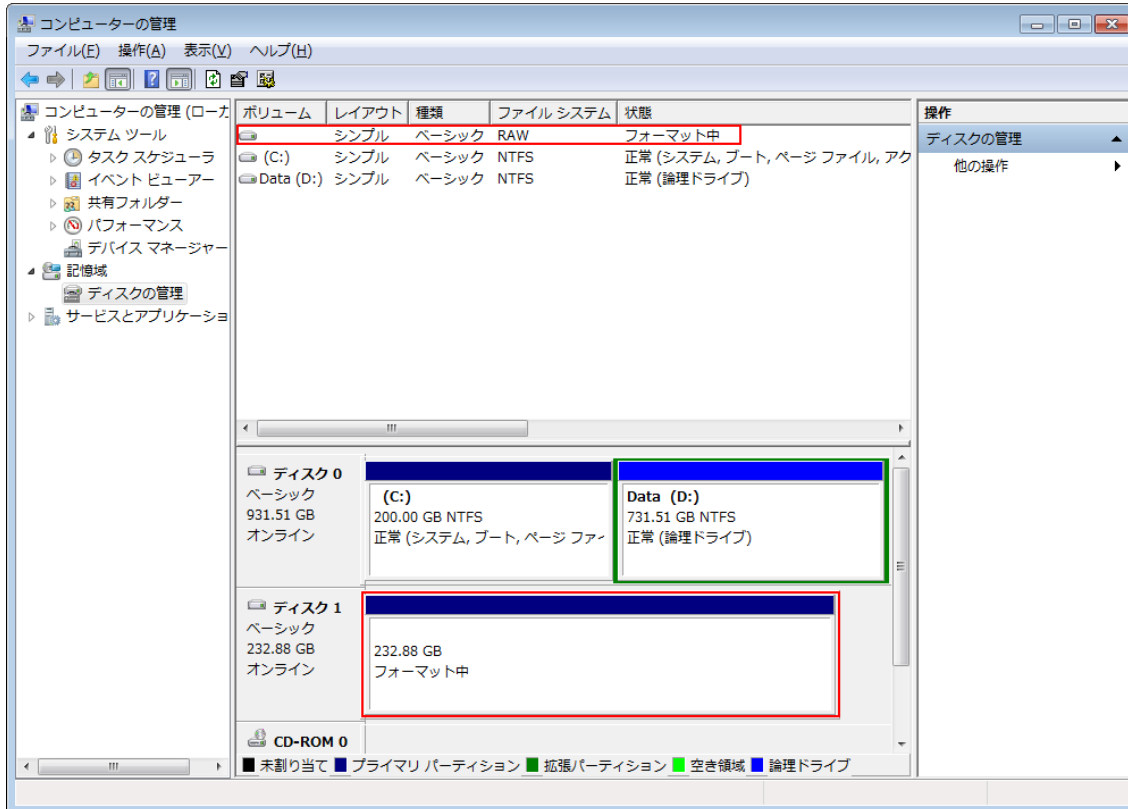 コンピューターの管理
ファイル(F) 操作(A) 表示(V) ヘルプ(H)
コンピューターの管理 (ローカ
システム ツール
タスク スケジューラ
イベント ビューアー
共有フォルダー
パフォーマンス
デバイス マネージャー
記憶域
ディスクの管理
サービスとアプリケーショ
ボリューム レイアウト 種類 ファイル システム 状態
シンプル ベーシック RAW フォーマット中
(C:) シンプル ベーシック NTFS 正常 (システム, ブート, ページ ファイル, アク
Data (D:) シンプル ベーシック NTFS 正常 (論理ドライブ)
操作
ディスクの管理
他の操作
ディスク 0
ベーシック
931.51 GB
オンライン
(C:)
200.00 GB NTFS
正常 (システム, ブート, ページ ファイ
Data (D:)
731.51 GB NTFS
正常 (論理ドライブ)
ディスク 1
ベーシック
232.88 GB
オンライン
232.88 GB
フォーマット中
CD-ROM 0
未割り当て プライマリ パーティション 拡張パーティション 空き領域 論理ドライブ